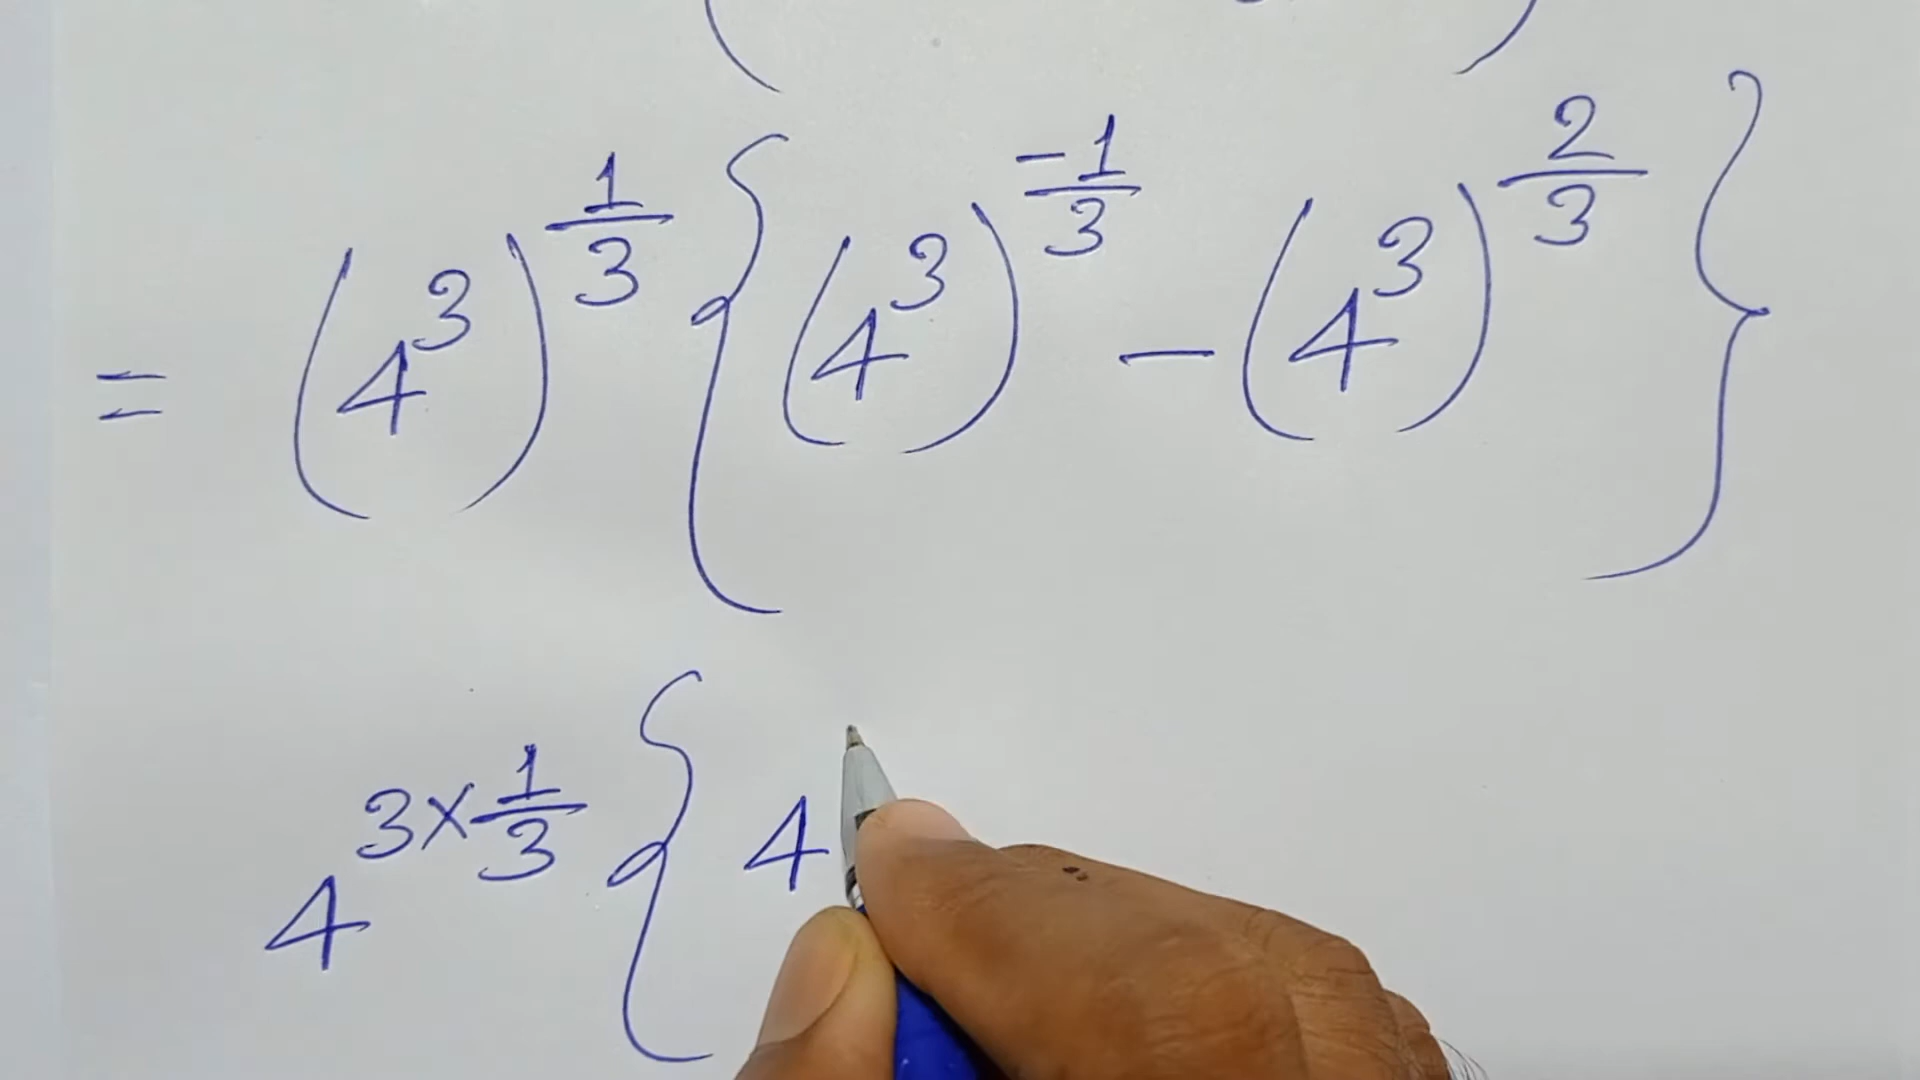 = (4^3)^{1/3} { (4^3)^{-1/3} - (4^3)^{2/3} }
4^{3×1/3} { 4